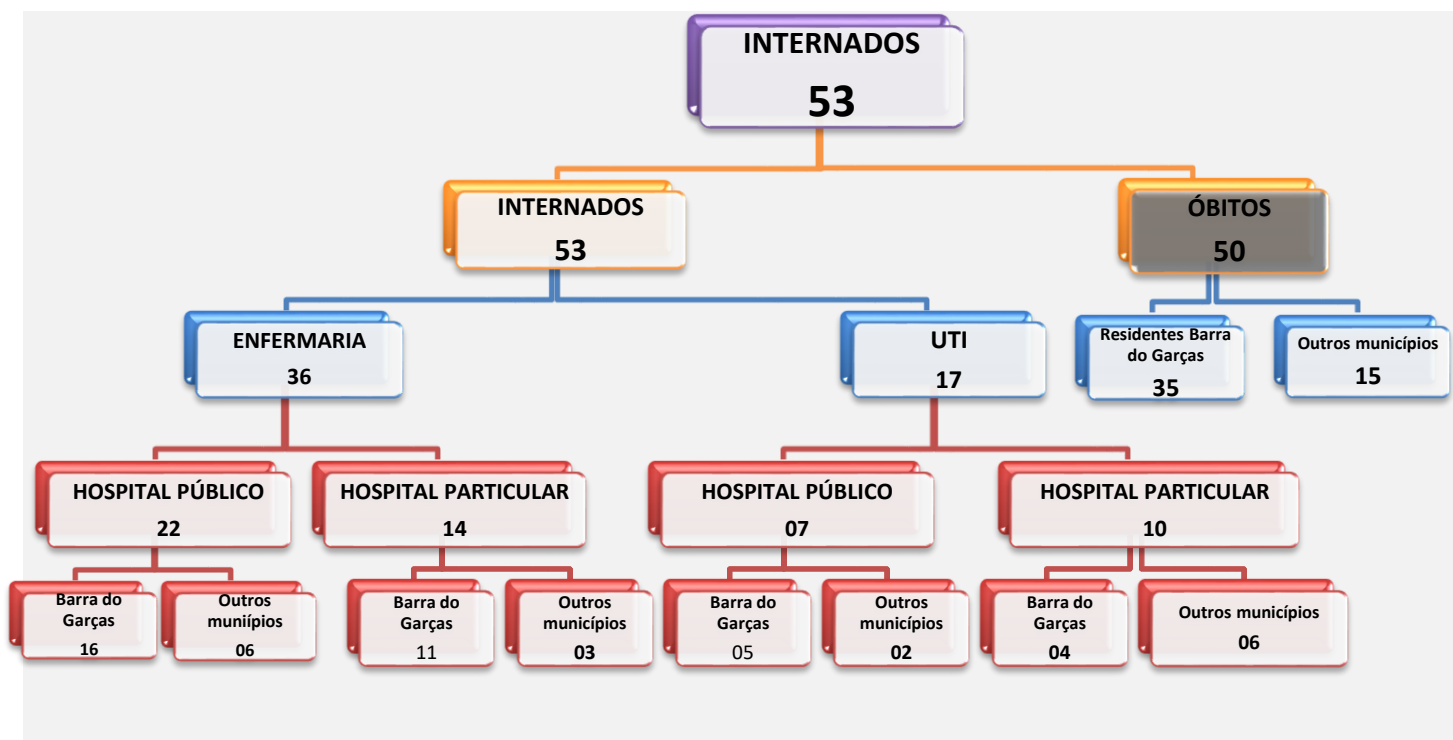 INTERNADOS
53
INTERNADOS
53
ÓBITOS
50
ENFERMARIA
36
UTI
17
Residentes Barra
do Garças
35
Outros municípios
15
HOSPITAL PÚBLICO
22
HOSPITAL PARTICULAR
14
HOSPITAL PÚBLICO
07
HOSPITAL PARTICULAR
10
Barra do
Garças
16
Outros
muniípios
06
Barra do
Garças
11
Outros
municípios
03
Barra do
Garças
05
Outros
municípios
02
Barra do
Garças
04
Outros municípios
06